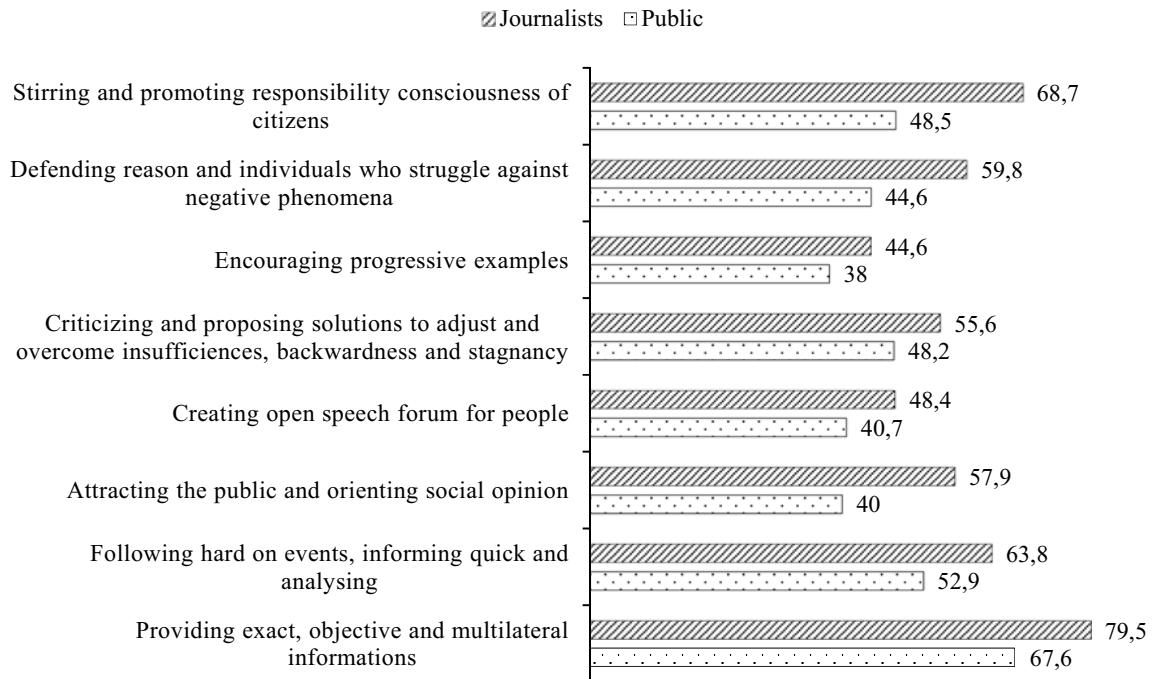 Journalists Public
Stirring and promoting responsibility consciousness of
citizens
68,7
48,5
Defending reason and individuals who struggle against
negative phenomena
59,8
44,6
Encouraging progressive examples
44,6
38
Criticizing and proposing solutions to adjust and
overcome insufficiences, backwardness and stagnancy
55,6
48,2
Creating open speech forum for people
48,4
40,7
Attracting the public and orienting social opinion
57,9
40
Following hard on events, informing quick and
analysing
63,8
52,9
Providing exact, objective and multilateral
informations
79,5
67,6